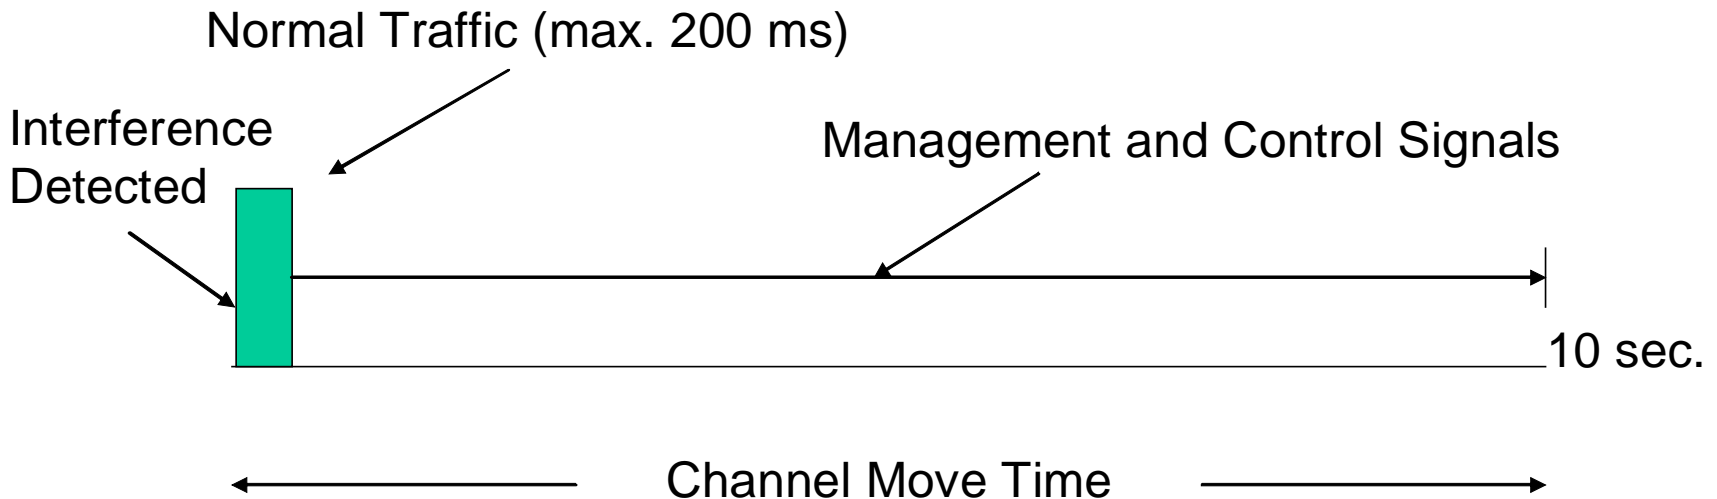 Normal Traffic (max. 200 ms)
Interference
Detected
Management and Control Signals
10 sec.
Channel Move Time